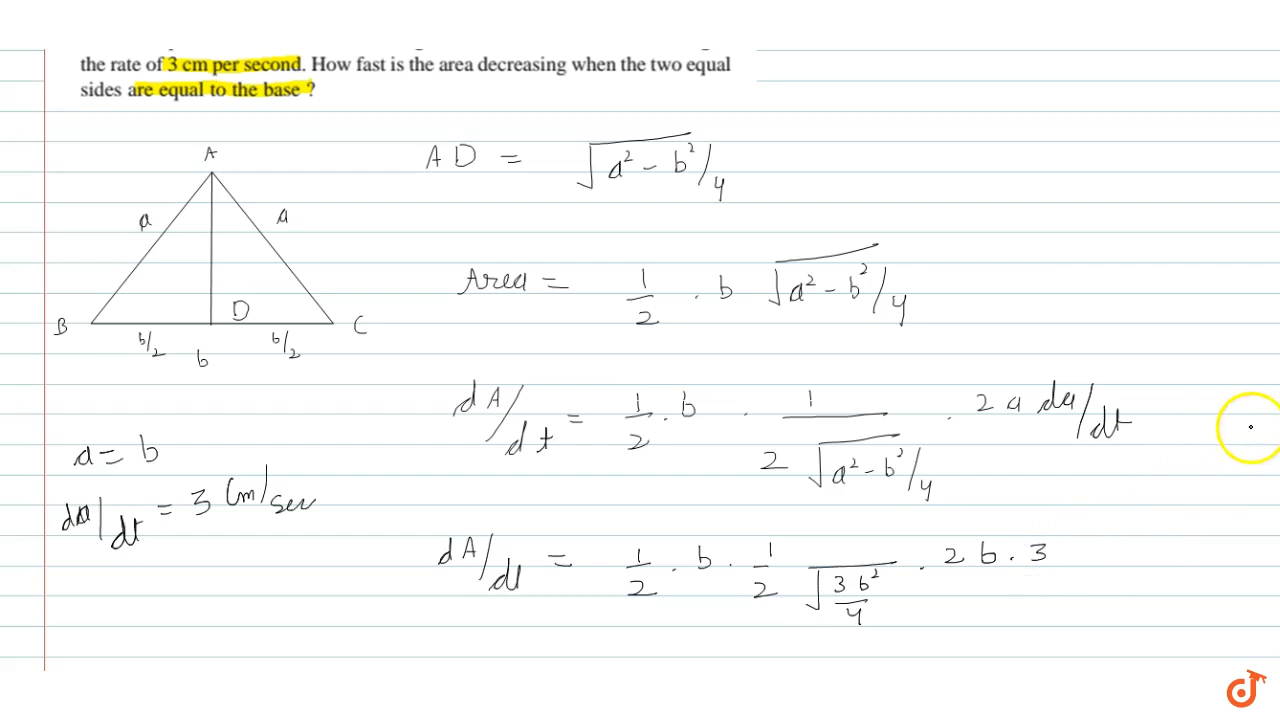 the rate of 3 cm per second. How fast is the area decreasing when the two equal
sides are equal to the base ?
A
AD = √(a² - b²/4)
a a
Area = 1/2 . b √(a² - b²/4)
B D C
b/2 b b/2
dA/dt = 1/2 . b . 1/(2√(a² - b²/4)) . 2a da/dt
a = b
da/dt = 3 Cm/sec
dA/dt = 1/2 . b . 1/2 √(3b²/4) . 2b . 3